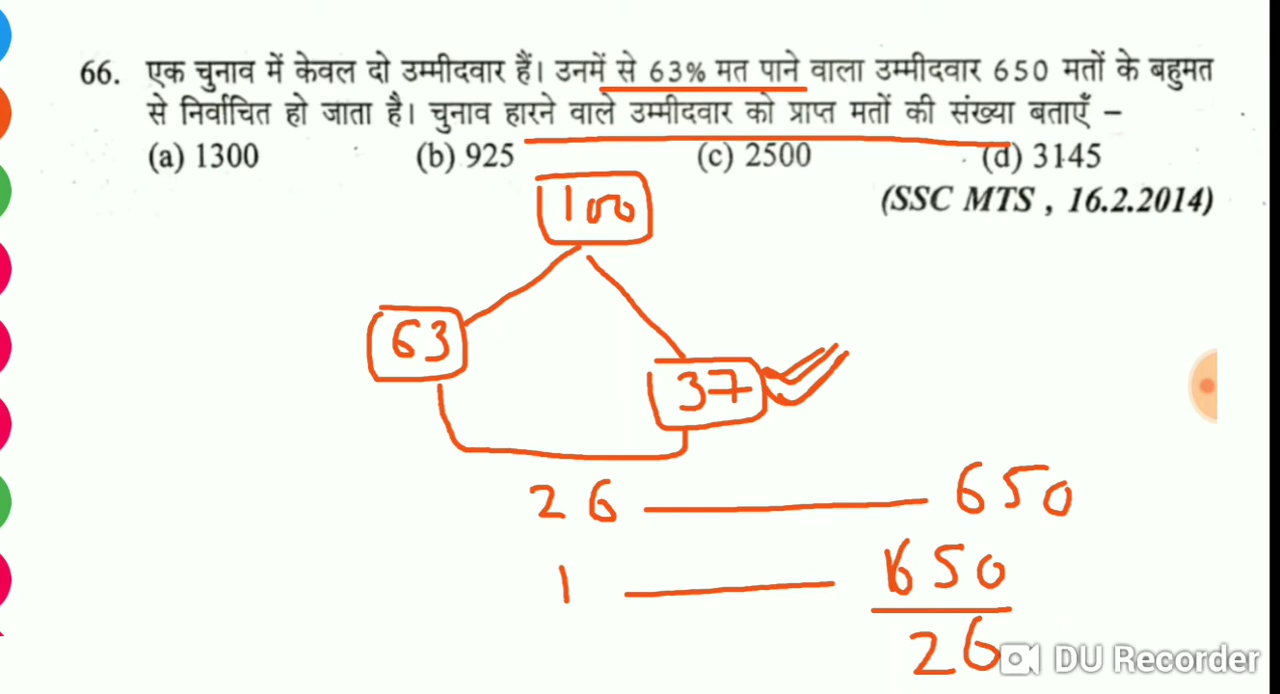 66. एक चुनाव में केवल दो उम्मीदवार हैं। उनमें से 63% मत पाने वाला उम्मीदवार 650 मतों के बहुमत
से निर्वाचित हो जाता है। चुनाव हारने वाले उम्मीदवार को प्राप्त मतों की संख्या बताएँ –
(a) 1300 (b) 925 (c) 2500 (d) 3145
(SSC MTS , 16.2.2014)
100
63
37
26 650
1 650
26
DU Recorder